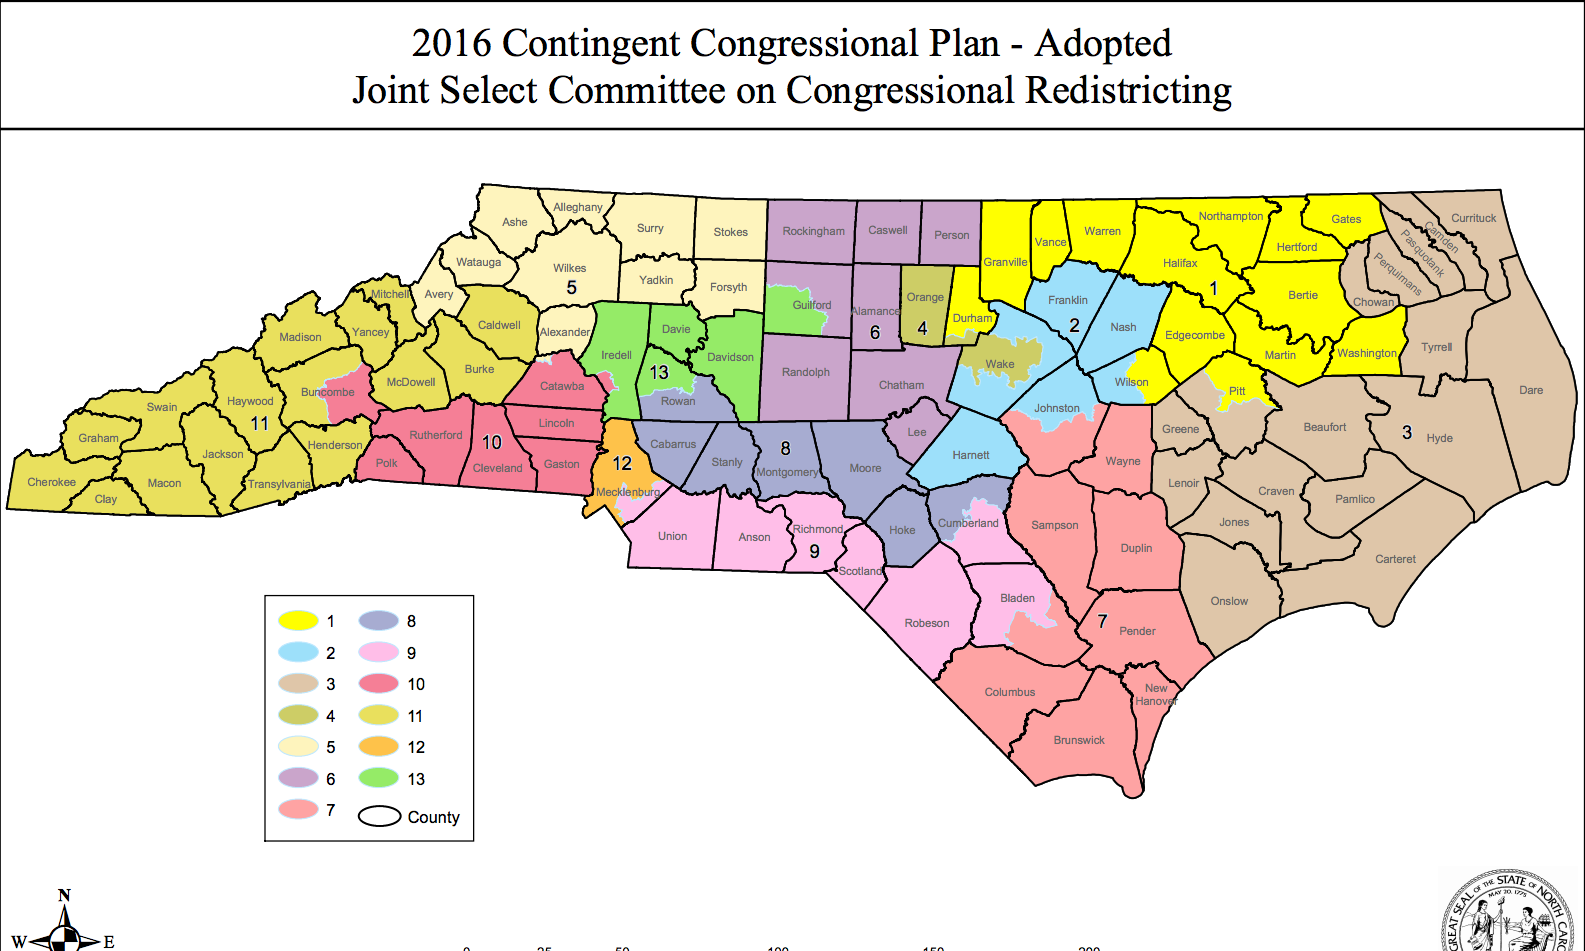 2016 Contingent Congressional Plan - Adopted
Joint Select Committee on Congressional Redistricting
Ashe
Alleghany
Surry
Stokes
Rockingham
Caswell
Person
Granville
Vance
Warren
Northampton
Gates
Hertford
Halifax
Currituck
Camden
Pasquotank
Perquimans
Chowan
Bertie
1
Watauga
Wilkes
5
Yadkin
Forsyth
Avery
Mitchell
Yancey
Madison
Caldwell
Alexander
Iredell
Davie
Davidson
13
Rowan
Guilford
Alamance
6
Orange
4
Durham
Franklin
2
Nash
Edgecombe
Martin
Washington
Tyrrell
Dare
Wake
Wilson
Pitt
Randolph
Chatham
Johnston
Greene
Beaufort
3
Hyde
Swain
Haywood
11
Buncombe
McDowell
Burke
Catawba
Graham
Jackson
Henderson
Rutherford
10
Lincoln
Cherokee
Clay
Macon
Transylvania
Polk
Cleveland
Gaston
12
Mecklenburg
Cabarrus
Stanly
8
Montgomery
Moore
Lee
Harnett
Wayne
Lenoir
Craven
Pamlico
Jones
Carteret
Onslow
Union
Anson
Richmond
9
Scotland
Hoke
Cumberland
Sampson
Duplin
Robeson
Bladen
7
Pender
Columbus
New
Hanover
Brunswick
1
2
3
4
5
6
7
8
9
10
11
12
13
County
N
W
E
0
25
50
100
150
200
GREAT SEAL OF THE STATE OF NORTH CARO
MAY 20, 1775